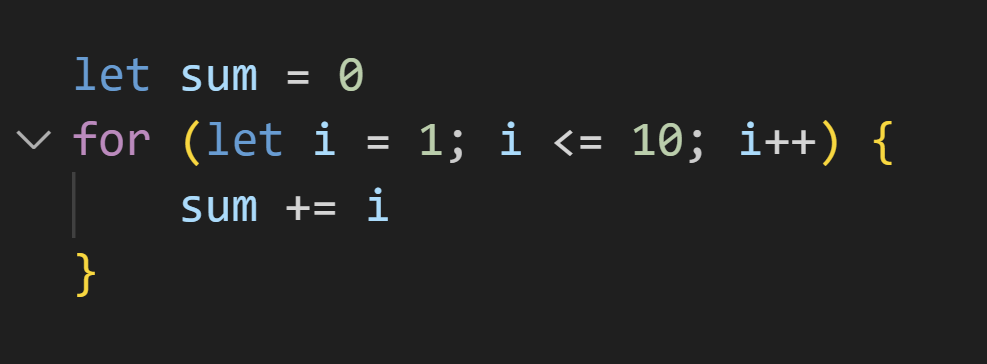 let sum = 0
for (let i = 1; i <= 10; i++) {
    sum += i
}